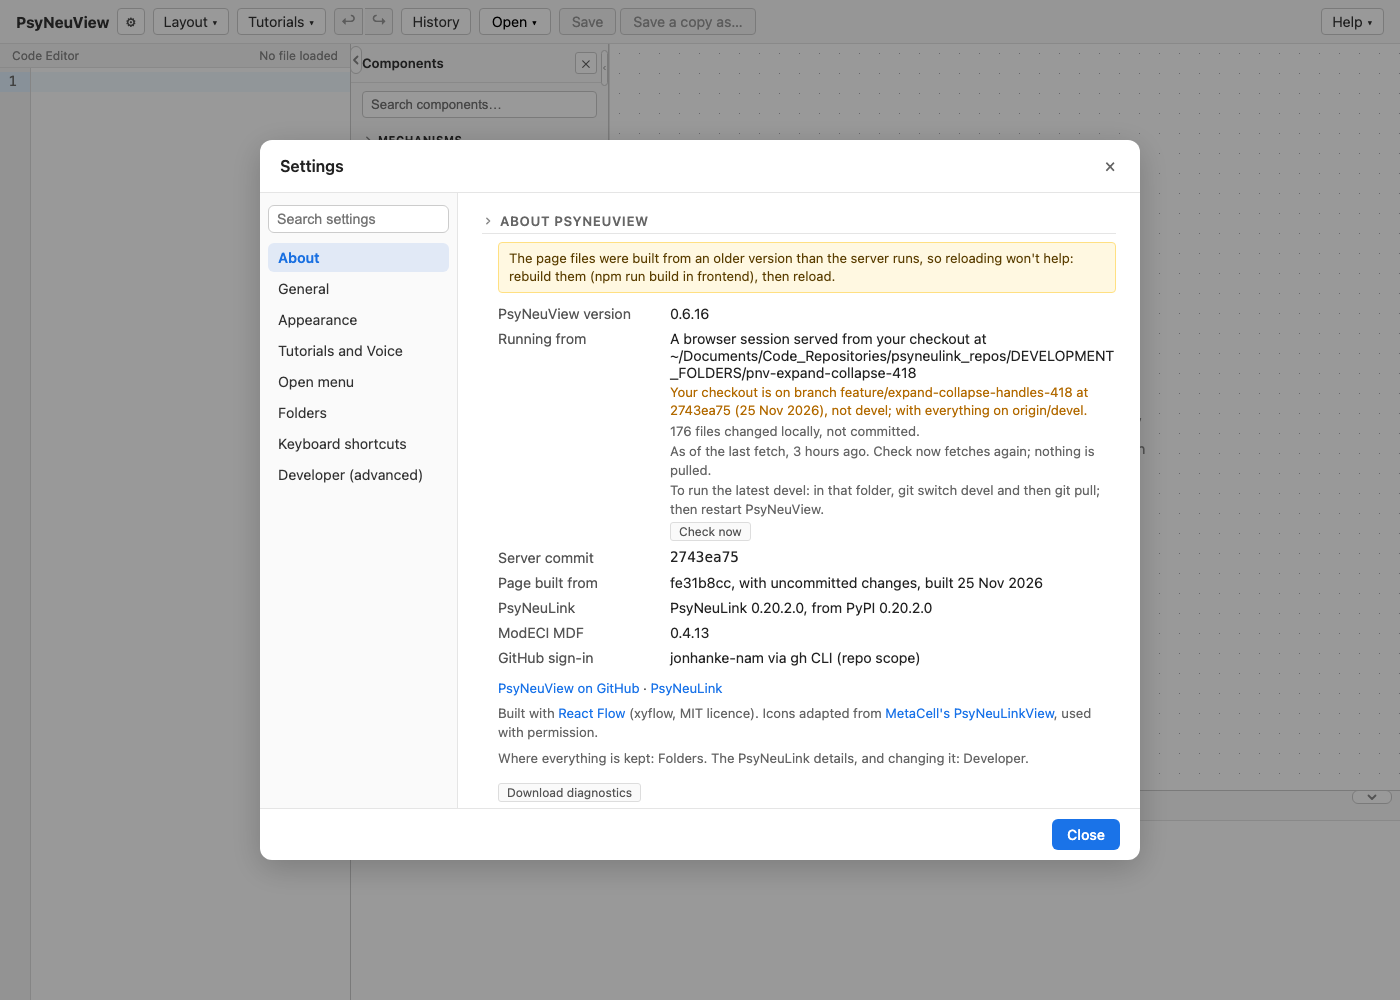 PsyNeuView
Layout
Tutorials
History
Open
Save
Save a copy as...
Help
Code Editor
No file loaded
1
Components
Search components…
MECHANISMS
Settings
Search settings
About
General
Appearance
Tutorials and Voice
Open menu
Folders
Keyboard shortcuts
Developer (advanced)
ABOUT PSYNEUVIEW
The page files were built from an older version than the server runs, so reloading won't help:
rebuild them (npm run build in frontend), then reload.
PsyNeuView version
0.6.16
Running from
A browser session served from your checkout at
~/Documents/Code_Repositories/psyneulink_repos/DEVELOPMENT
_FOLDERS/pnv-expand-collapse-418
Your checkout is on branch feature/expand-collapse-handles-418 at
2743ea75 (25 Nov 2026), not devel; with everything on origin/devel.
176 files changed locally, not committed.
As of the last fetch, 3 hours ago. Check now fetches again; nothing is
pulled.
To run the latest devel: in that folder, git switch devel and then git pull;
then restart PsyNeuView.
Check now
Server commit
2743ea75
Page built from
fe31b8cc, with uncommitted changes, built 25 Nov 2026
PsyNeuLink
PsyNeuLink 0.20.2.0, from PyPI 0.20.2.0
ModECI MDF
0.4.13
GitHub sign-in
jonhanke-nam via gh CLI (repo scope)
PsyNeuView on GitHub · PsyNeuLink
Built with React Flow (xyflow, MIT licence). Icons adapted from MetaCell's PsyNeuLinkView, used
with permission.
Where everything is kept: Folders. The PsyNeuLink details, and changing it: Developer.
Download diagnostics
Close